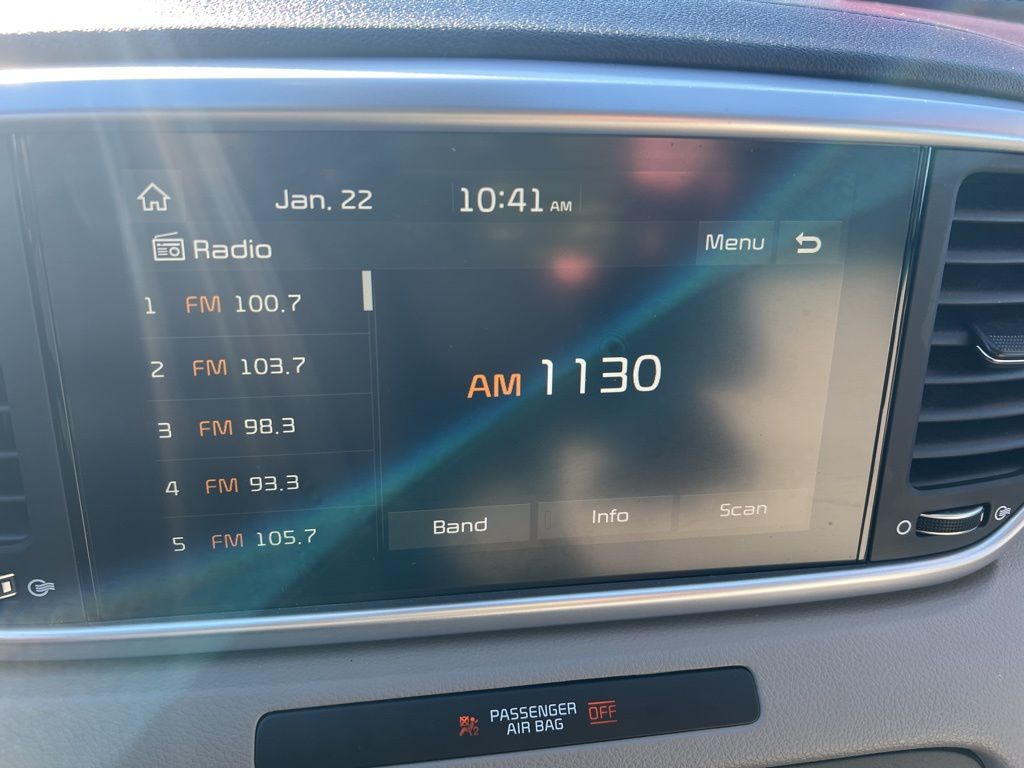 Jan. 22 10:41 AM
Radio Menu
1 FM 100.7
2 FM 103.7
3 FM 98.3
4 FM 93.3
5 FM 105.7
AM 1130
Band Info Scan
PASSENGER
AIR BAG
OFF
2